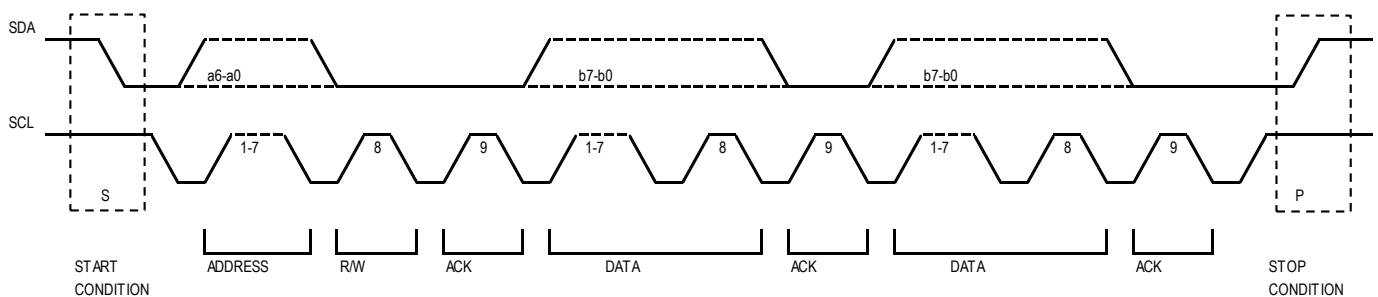 SDA
a6-a0 b7-b0 b7-b0
SCL
1-7 8 9 1-7 8 9 1-7 8 9
S P
START CONDITION
ADDRESS
R/W
ACK
DATA
ACK
DATA
ACK
STOP CONDITION